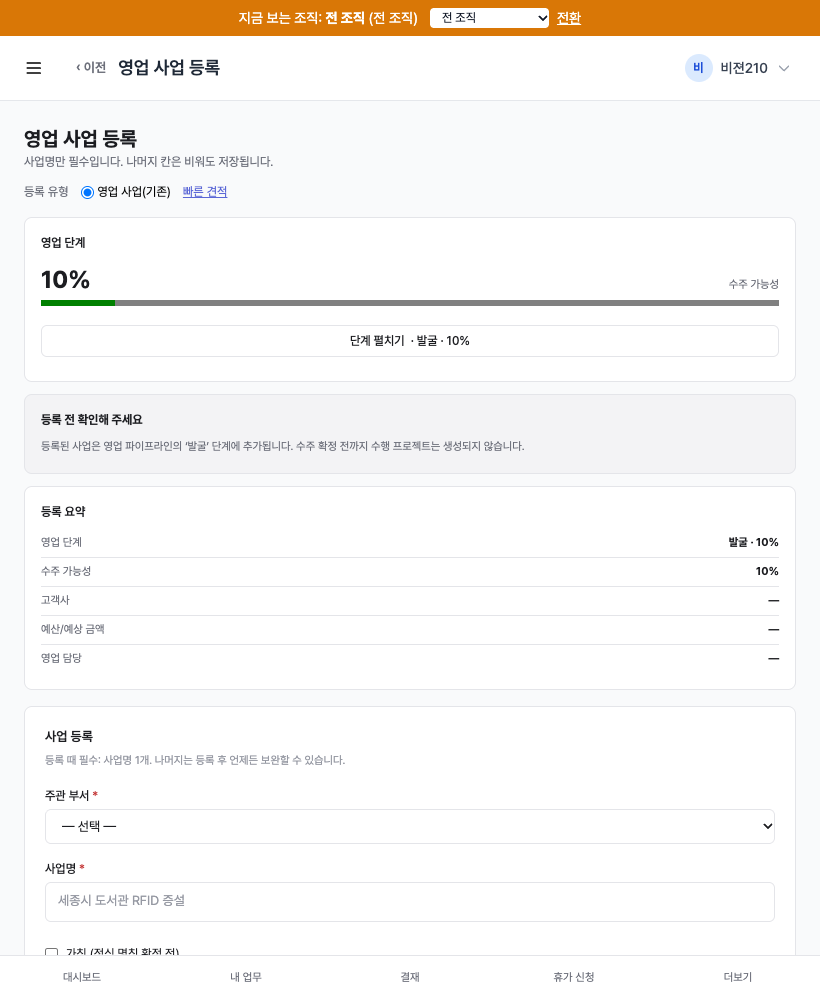 지금 보는 조직: 전 조직 (전 조직) 전 조직 전환
‹ 이전 영업 사업 등록 비 비젼210
영업 사업 등록
사업명만 필수입니다. 나머지 칸은 비워도 저장됩니다.
등록 유형 영업 사업(기존) 빠른 견적
영업 단계
10% 수주 가능성
단계 펼치기 · 발굴 · 10%
등록 전 확인해 주세요
등록된 사업은 영업 파이프라인의 ‘발굴’ 단계에 추가됩니다. 수주 확정 전까지 수행 프로젝트는 생성되지 않습니다.
등록 요약
영업 단계 발굴 · 10%
수주 가능성 10%
고객사 —
예산/예상 금액 —
영업 담당 —
사업 등록
등록 때 필수: 사업명 1개. 나머지는 등록 후 언제든 보완할 수 있습니다.
주관 부서 *
— 선택 —
사업명 *
세종시 도서관 RFID 증설
가칭 (정식 명칭 확정 전)
대시보드 내 업무 결재 휴가 신청 더보기